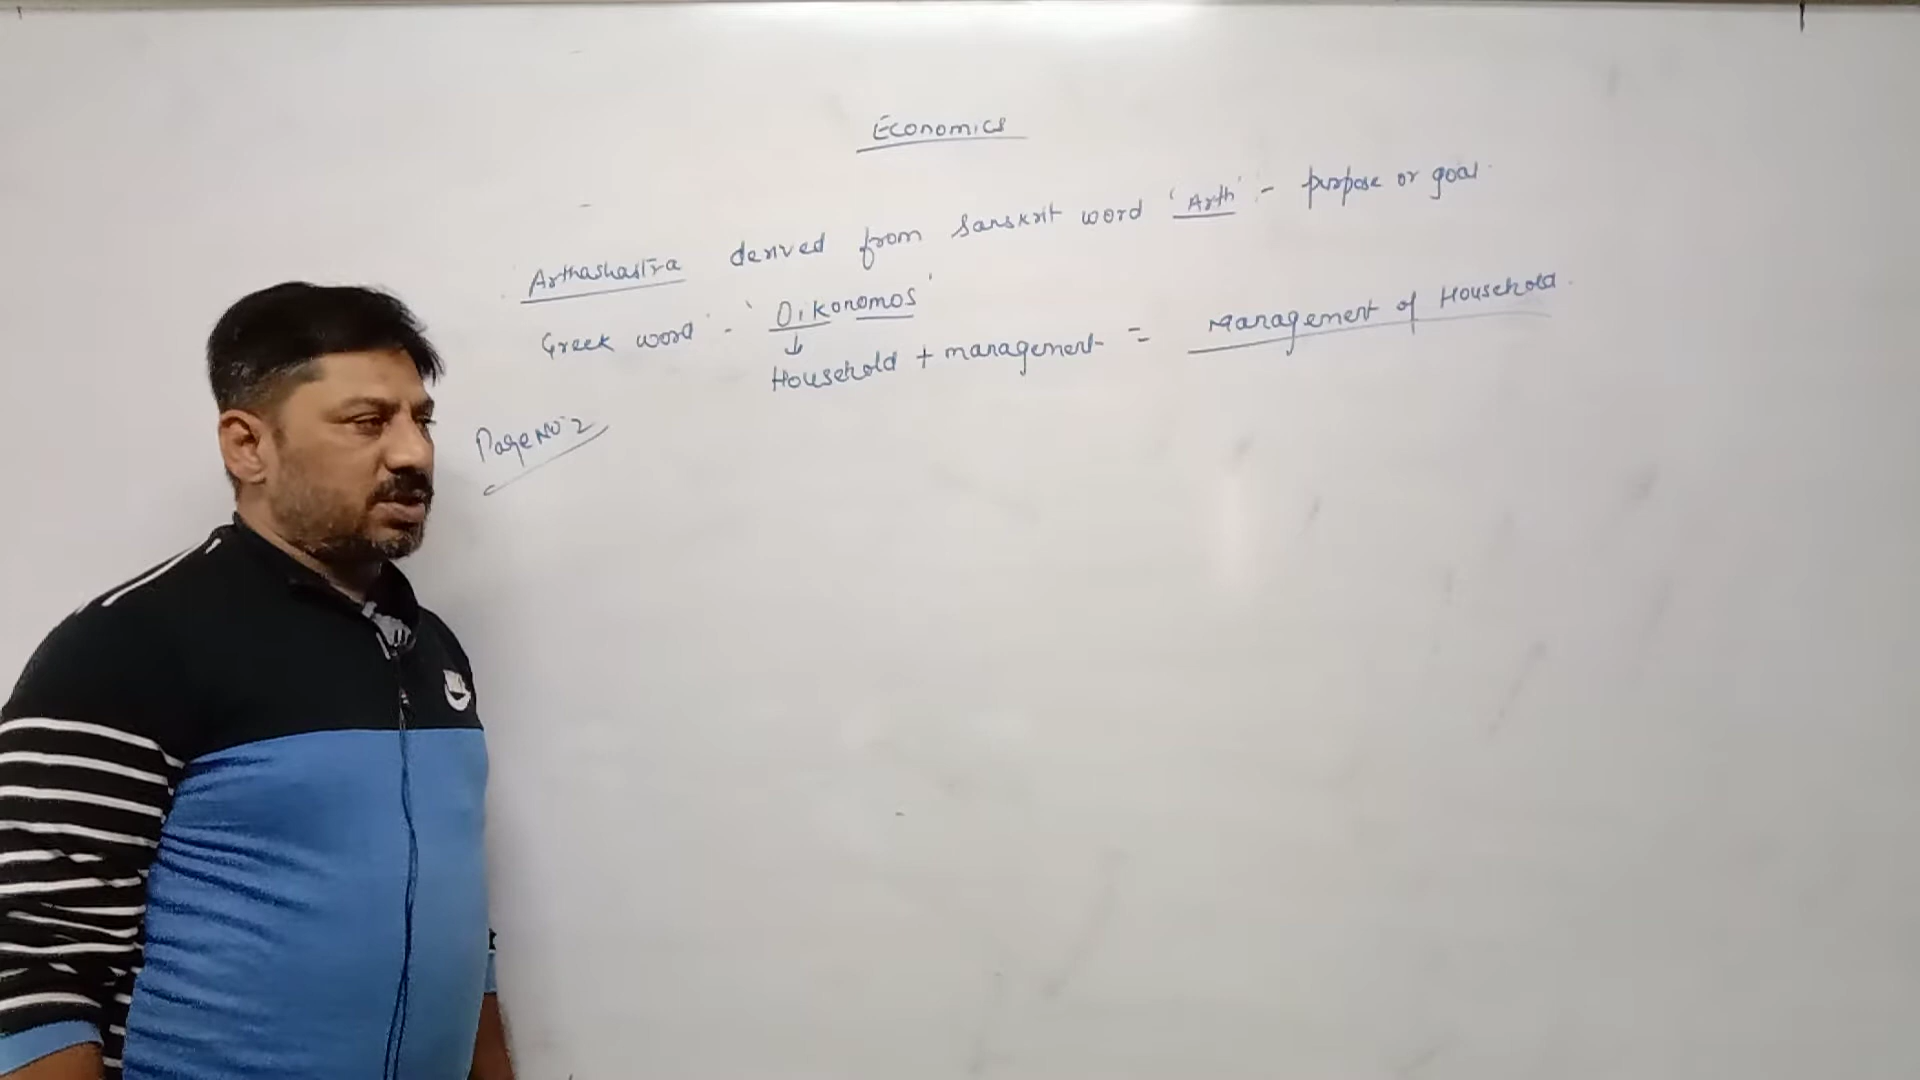 Economics
Arthashastra derived from Sanskrit word 'Arth' :- purpose or goal.
Greek word - 'Oikonomos'
↓
Household + management = Management of Household.
Page No 2